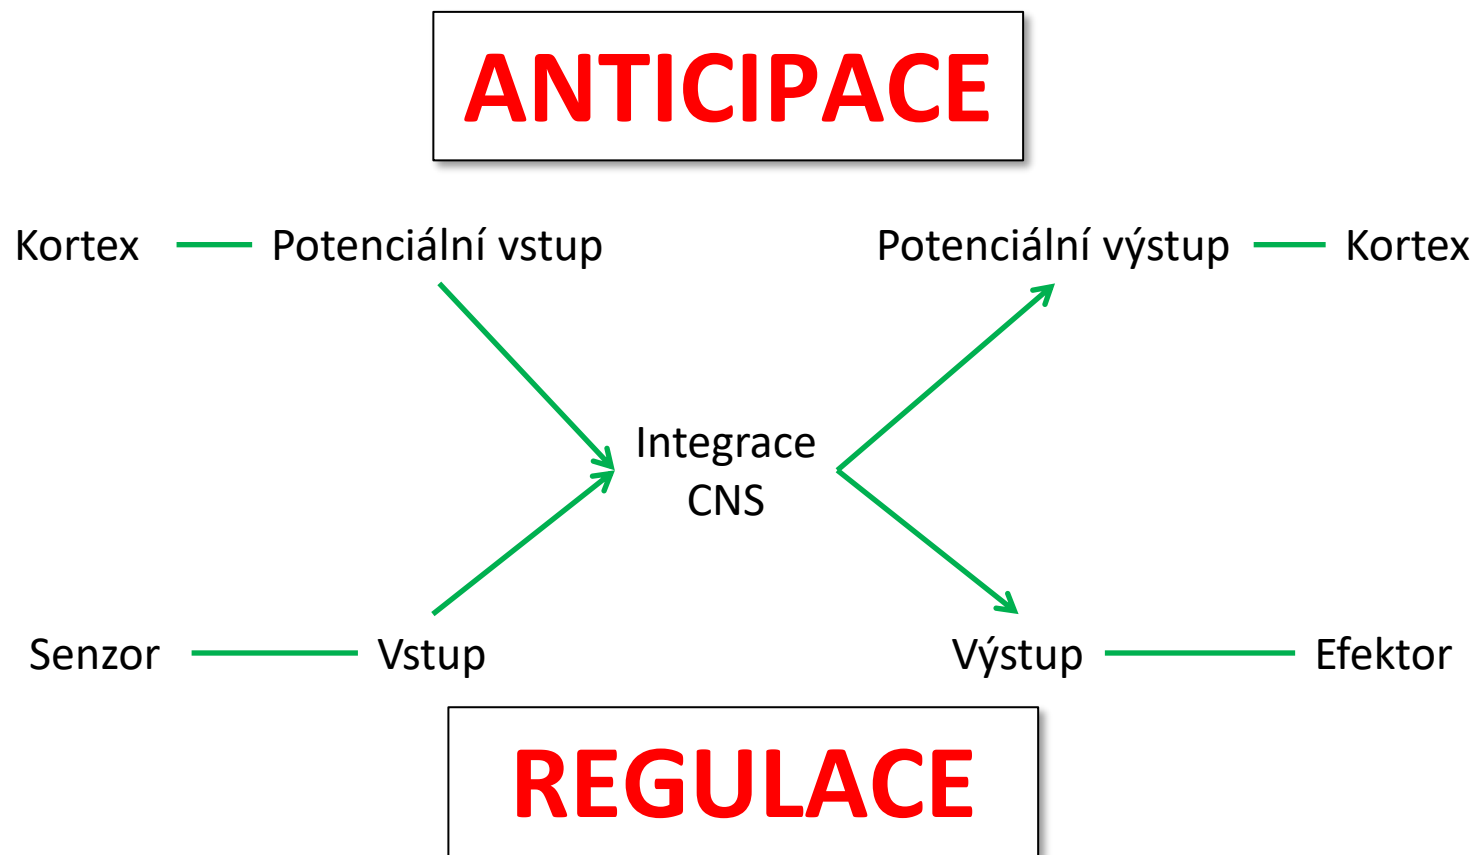 ANTICIPACE
Kortex
Potenciální vstup
Potenciální výstup
Kortex
Integrace
CNS
Senzor
Vstup
Výstup
Efektor
REGULACE